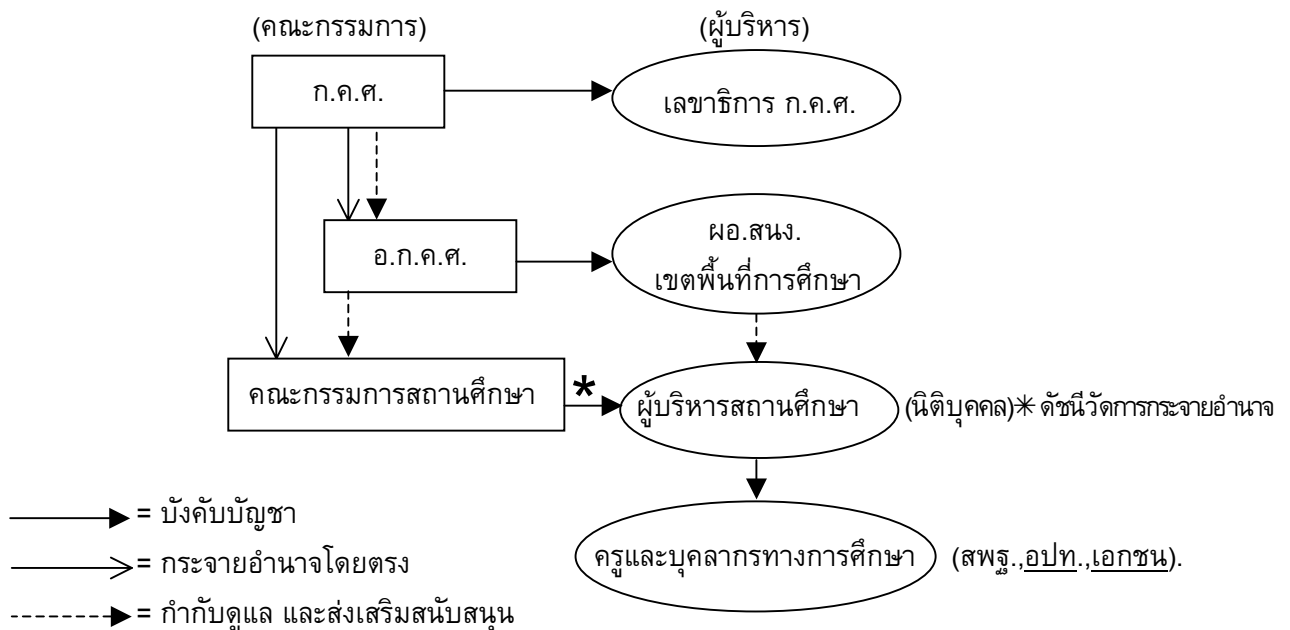 (คณะกรรมการ) (ผู้บริหาร)
ก.ค.ศ.
เลขาธิการ ก.ค.ศ.
อ.ก.ค.ศ.
ผอ.สนง.
เขตพื้นที่การศึกษา
คณะกรรมการสถานศึกษา
*
ผู้บริหารสถานศึกษา
(นิติบุคคล)* ดัชนีวัดการกระจายอำนาจ
= บังคับบัญชา
= กระจายอำนาจโดยตรง
= กำกับดูแล และส่งเสริมสนับสนุน
ครูและบุคลากรทางการศึกษา
(สพฐ.,อปท.,เอกชน).